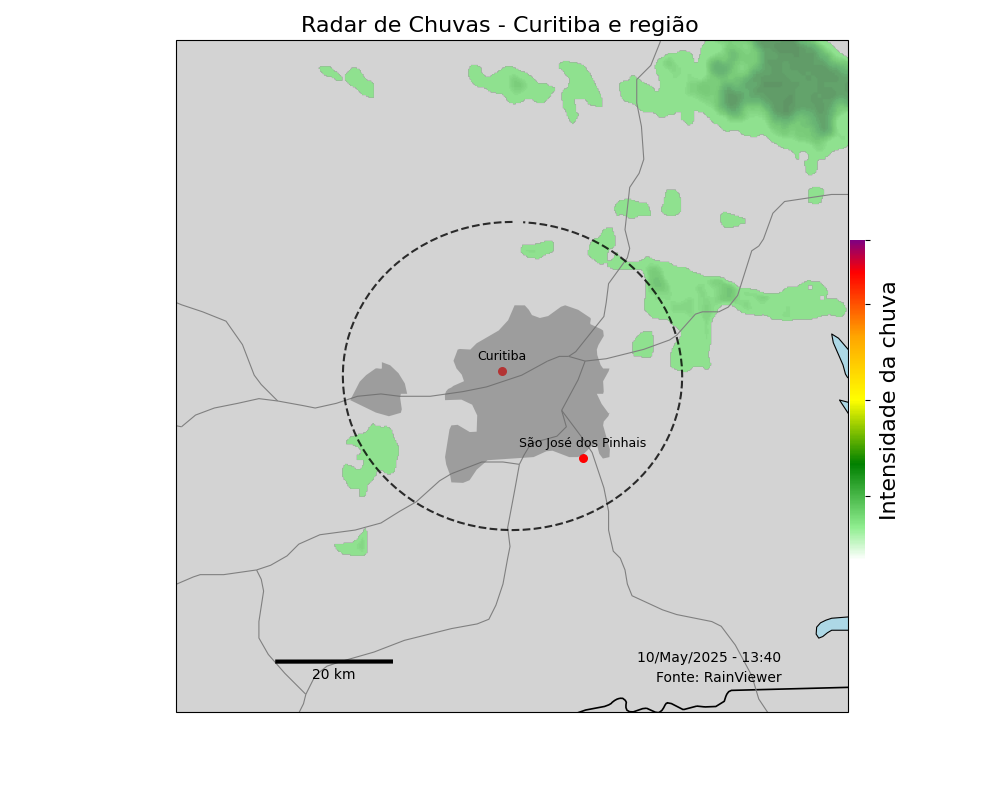 Radar de Chuvas - Curitiba e região
Curitiba
São José dos Pinhais
Intensidade da chuva
20 km
10/May/2025 - 13:40
Fonte: RainViewer